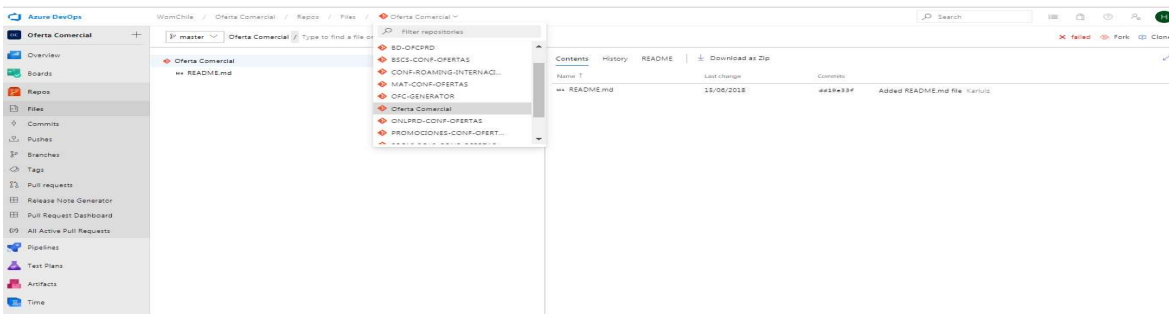 Azure DevOps
WomChile / Oferta Comercial / Repos / Files / Oferta Comercial
Search
H
OC Oferta Comercial +
master Oferta Comercial / Type to find a file or
Filter repositories
failed Fork Clone
Overview
Boards
Repos
Files
Commits
Pushes
Branches
Tags
Pull requests
Release Note Generator
Pull Request Dashboard
All Active Pull Requests
Pipelines
Test Plans
Artifacts
Time
Oferta Comercial
README.md
BD-OFCPRD
BSCS-CONF-OFERTAS
CONF-ROAMING-INTERNACI...
MAT-CONF-OFERTAS
OFC-GENERATOR
Oferta Comercial
ONLPRD-CONF-OFERTAS
PROMOCIONES-CONF-OFERT...
Contents History README Download as Zip
Name ↑ Last change Commits
README.md 15/06/2018 Added README.md file Karluis